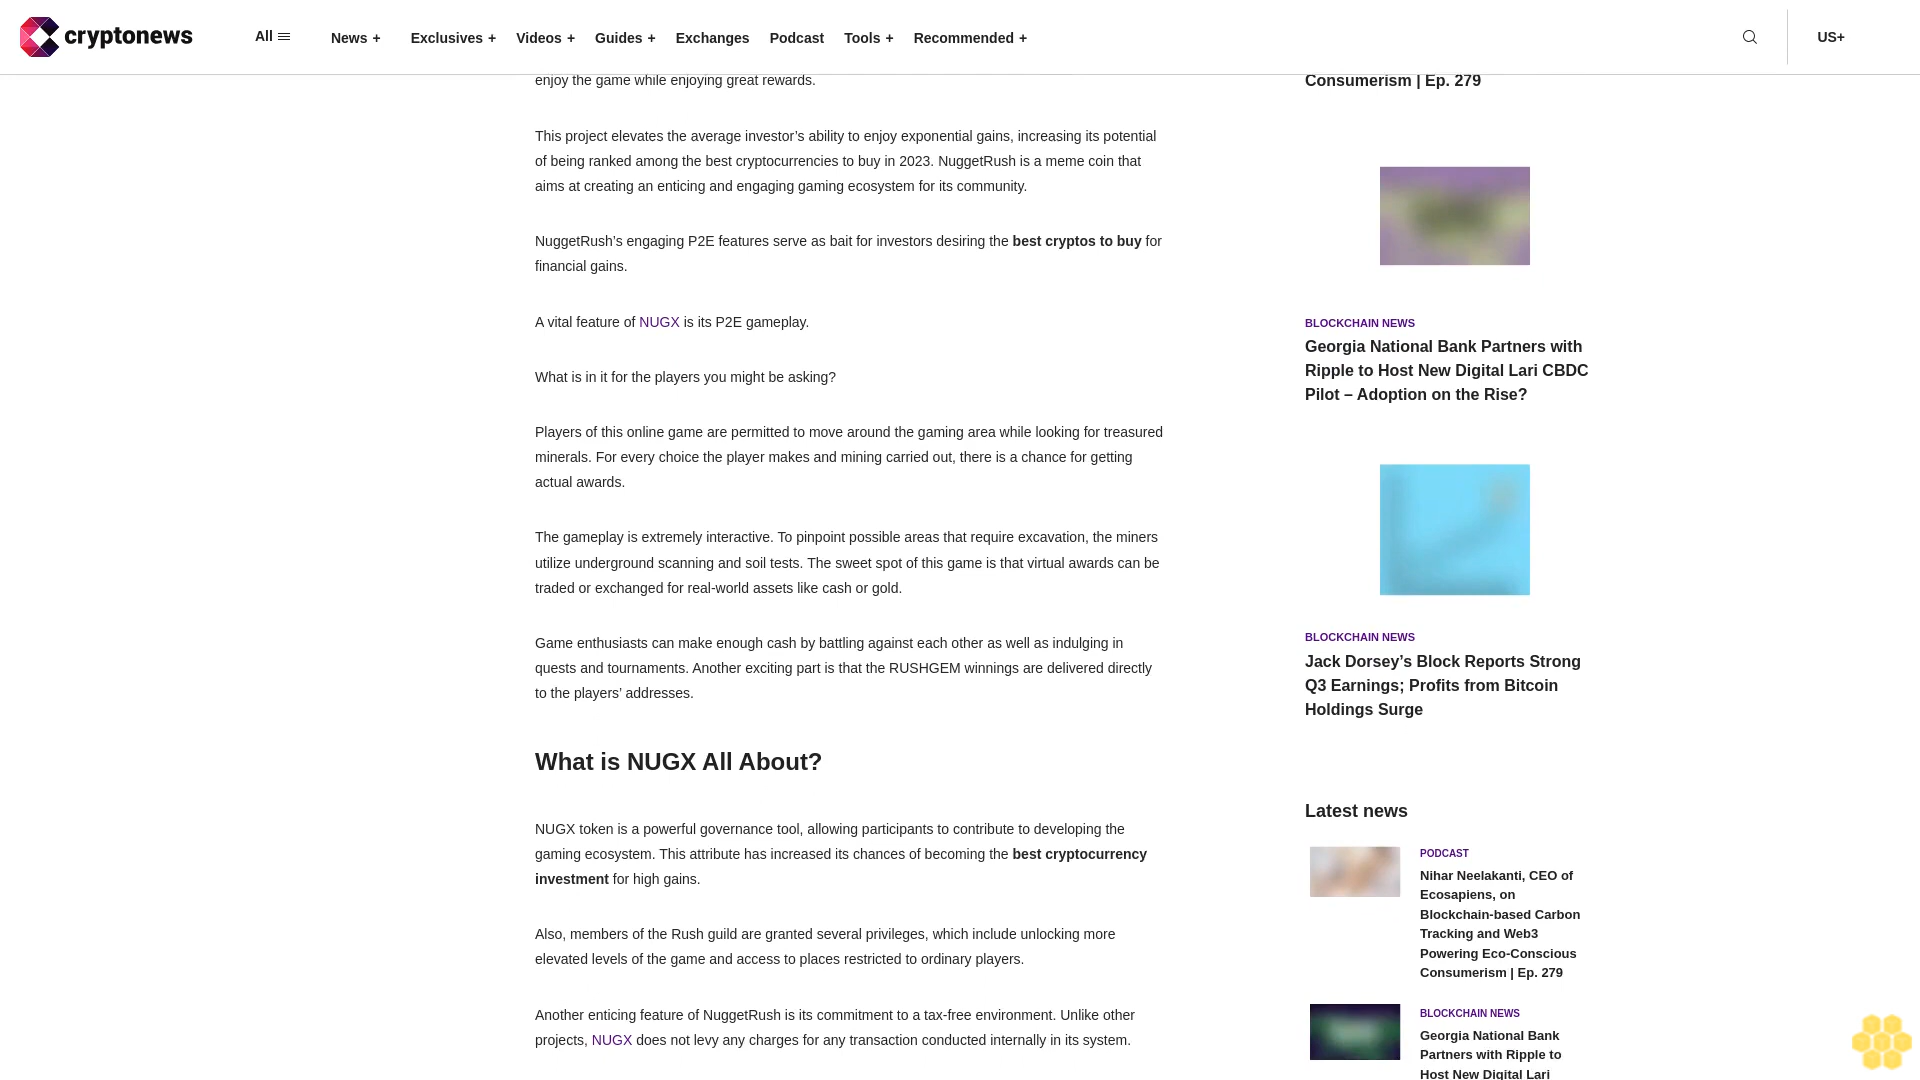 cryptonews
All
News +
Exclusives +
Videos +
Guides +
Exchanges
Podcast
Tools +
Recommended +
US+
enjoy the game while enjoying great rewards.
This project elevates the average investor’s ability to enjoy exponential gains, increasing its potential
of being ranked among the best cryptocurrencies to buy in 2023. NuggetRush is a meme coin that
aims at creating an enticing and engaging gaming ecosystem for its community.
NuggetRush’s engaging P2E features serve as bait for investors desiring the best cryptos to buy for
financial gains.
A vital feature of NUGX is its P2E gameplay.
What is in it for the players you might be asking?
Players of this online game are permitted to move around the gaming area while looking for treasured
minerals. For every choice the player makes and mining carried out, there is a chance for getting
actual awards.
The gameplay is extremely interactive. To pinpoint possible areas that require excavation, the miners
utilize underground scanning and soil tests. The sweet spot of this game is that virtual awards can be
traded or exchanged for real-world assets like cash or gold.
Game enthusiasts can make enough cash by battling against each other as well as indulging in
quests and tournaments. Another exciting part is that the RUSHGEM winnings are delivered directly
to the players’ addresses.
What is NUGX All About?
NUGX token is a powerful governance tool, allowing participants to contribute to developing the
gaming ecosystem. This attribute has increased its chances of becoming the best cryptocurrency
investment for high gains.
Also, members of the Rush guild are granted several privileges, which include unlocking more
elevated levels of the game and access to places restricted to ordinary players.
Another enticing feature of NuggetRush is its commitment to a tax-free environment. Unlike other
projects, NUGX does not levy any charges for any transaction conducted internally in its system.
Consumerism | Ep. 279
BLOCKCHAIN NEWS
Georgia National Bank Partners with
Ripple to Host New Digital Lari CBDC
Pilot – Adoption on the Rise?
BLOCKCHAIN NEWS
Jack Dorsey’s Block Reports Strong
Q3 Earnings; Profits from Bitcoin
Holdings Surge
Latest news
PODCAST
Nihar Neelakanti, CEO of
Ecosapiens, on
Blockchain-based Carbon
Tracking and Web3
Powering Eco-Conscious
Consumerism | Ep. 279
BLOCKCHAIN NEWS
Georgia National Bank
Partners with Ripple to
Host New Digital Lari